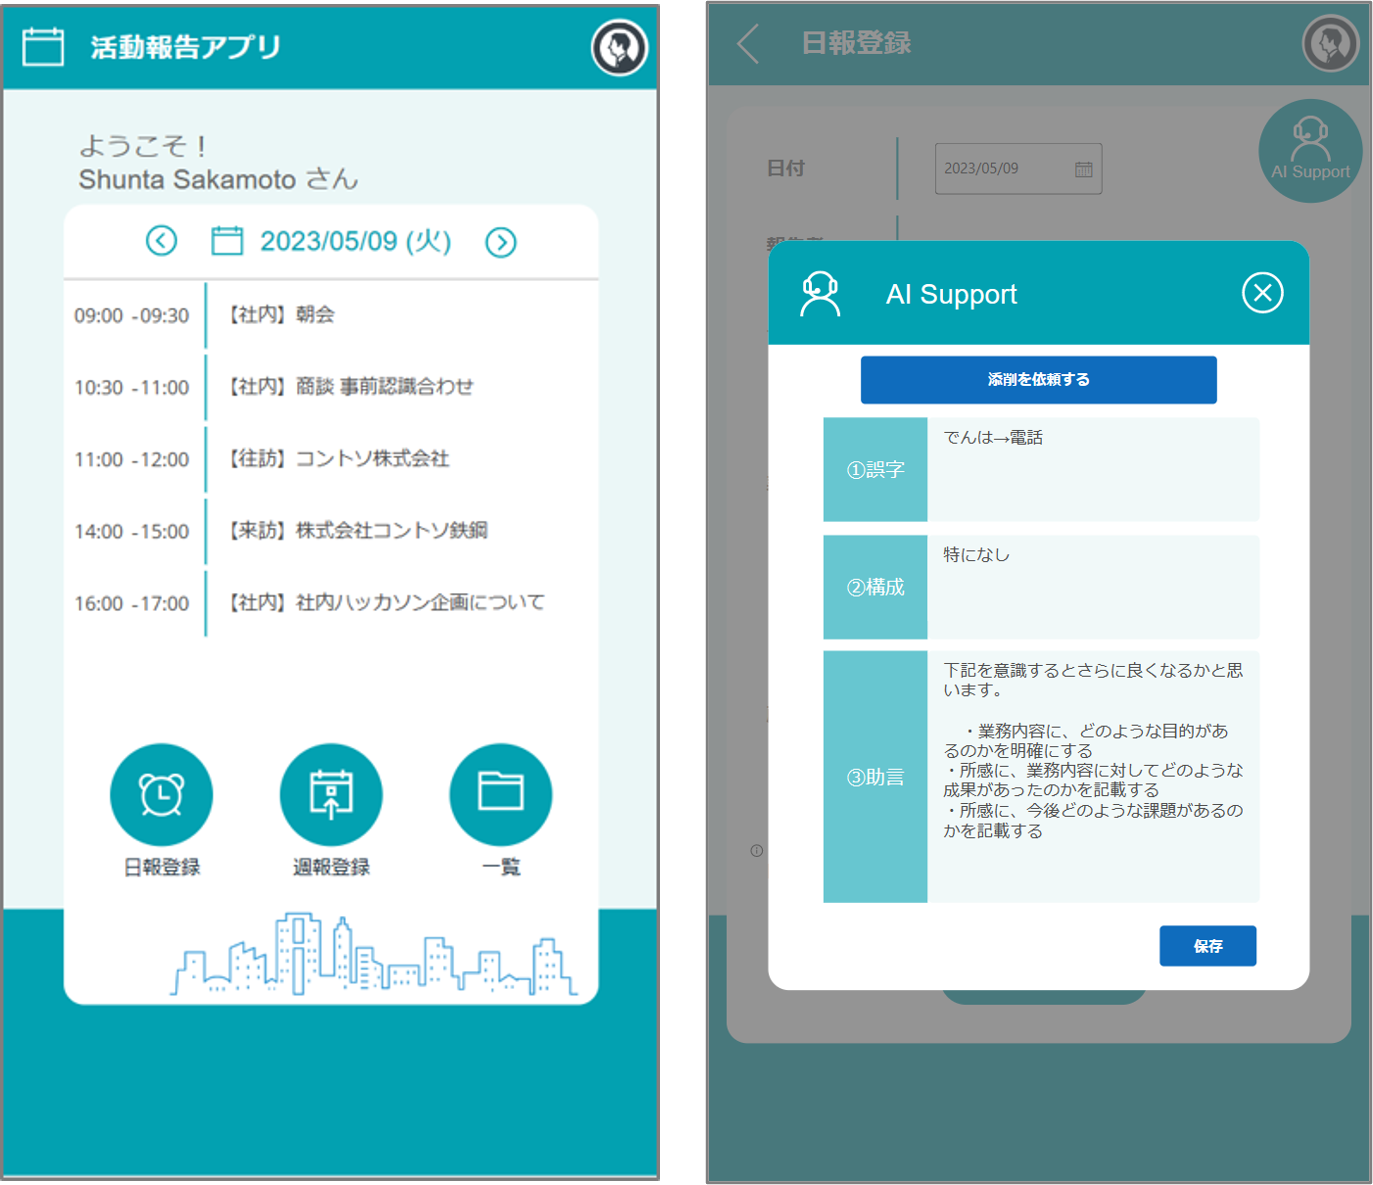 活動報告アプリ
ようこそ！
Shunta Sakamoto さん
2023/05/09 (火)
09:00 -09:30 【社内】朝会
10:30 -11:00 【社内】商談 事前認識合わせ
11:00 -12:00 【往訪】コントソ株式会社
14:00 -15:00 【来訪】株式会社コントソ鉄鋼
16:00 -17:00 【社内】社内ハッカソン企画について
日報登録
週報登録
一覧
日報登録
日付
2023/05/09
AI Support
AI Support
添削を依頼する
①誤字
でんは→電話
②構成
特になし
③助言
下記を意識するとさらに良くなるかと思
います。
・業務内容に、どのような目的があ
るのかを明確にする
・所感に、業務内容に対してどのような
成果があったのかを記載する
・所感に、今後どのような課題があるの
かを記載する
保存